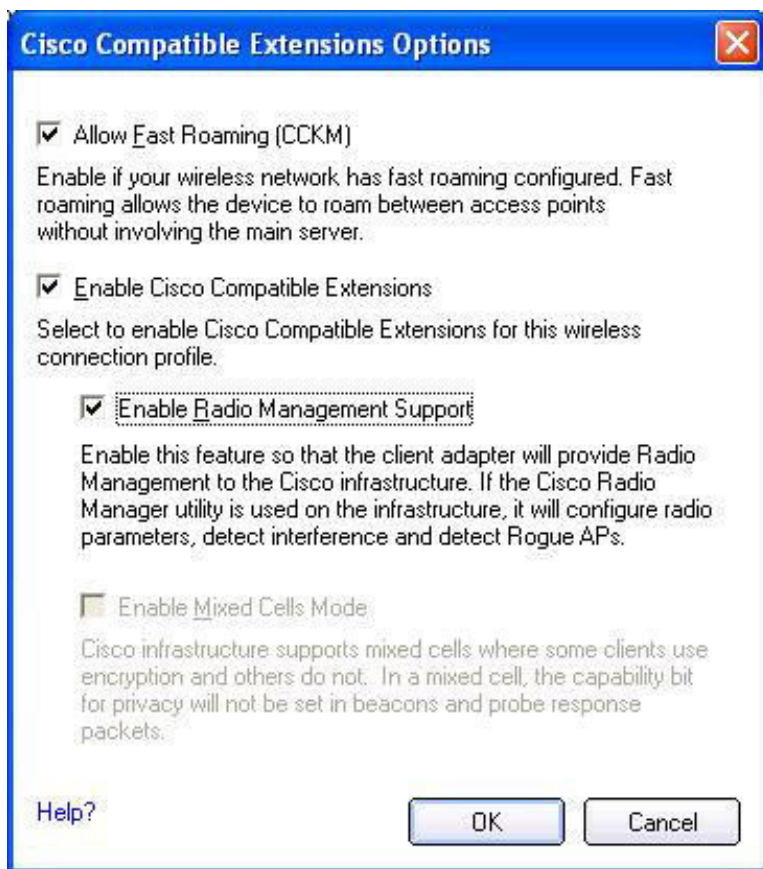 Cisco Compatible Extensions Options
Allow Fast Roaming (CCKM)
Enable if your wireless network has fast roaming configured. Fast
roaming allows the device to roam between access points
without involving the main server.
Enable Cisco Compatible Extensions
Select to enable Cisco Compatible Extensions for this wireless
connection profile.
Enable Radio Management Support
Enable this feature so that the client adapter will provide Radio
Management to the Cisco infrastructure. If the Cisco Radio
Manager utility is used on the infrastructure, it will configure radio
parameters, detect interference and detect Rogue APs.
Enable Mixed Cells Mode
Cisco infrastructure supports mixed cells where some clients use
encryption and others do not.  In a mixed cell, the capability bit
for privacy will not be set in beacons and probe response
packets.
Help?
OK
Cancel